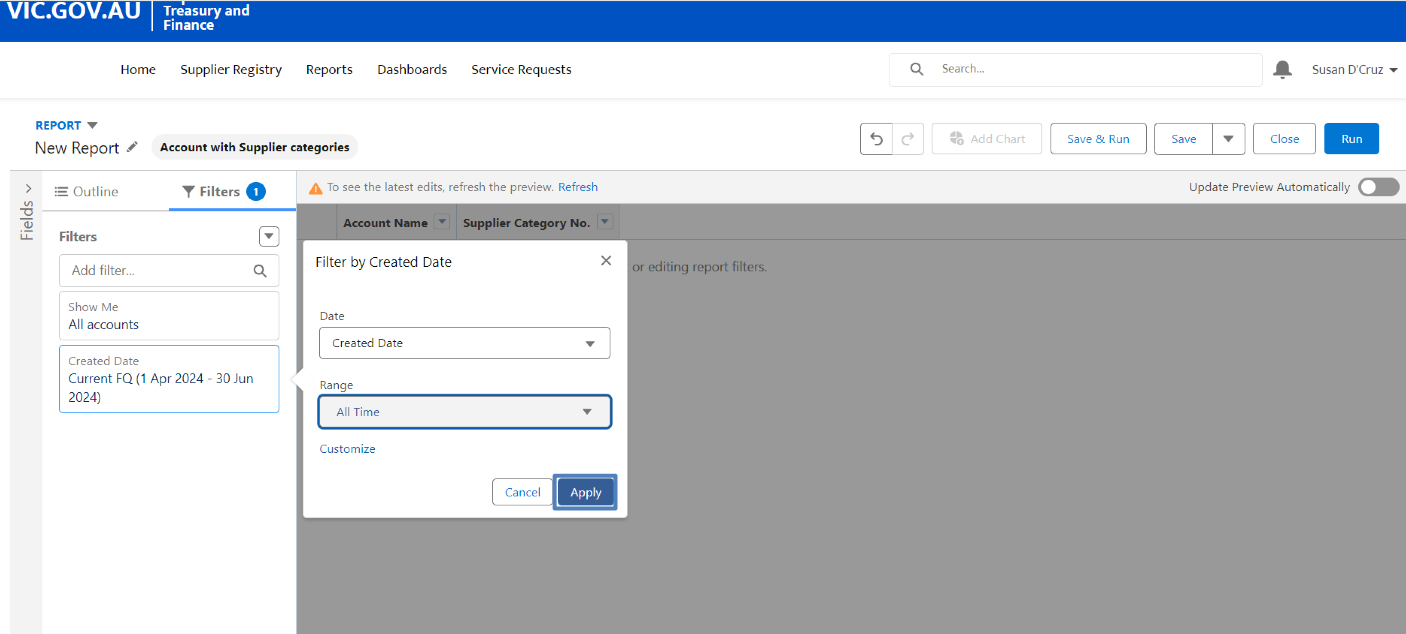 VIC.GOV.AU
Treasury and
Finance
Home Supplier Registry Reports Dashboards Service Requests
Search...
Susan D'Cruz
REPORT
New Report
Account with Supplier categories
Add Chart
Save & Run
Save
Close
Run
Fields
Outline
Filters 1
To see the latest edits, refresh the preview. Refresh
Update Preview Automatically
Filters
Add filter...
Show Me
All accounts
Created Date
Current FQ (1 Apr 2024 - 30 Jun
2024)
Account Name
Supplier Category No.
or editing report filters.
Filter by Created Date
Date
Created Date
Range
All Time
Customize
Cancel
Apply